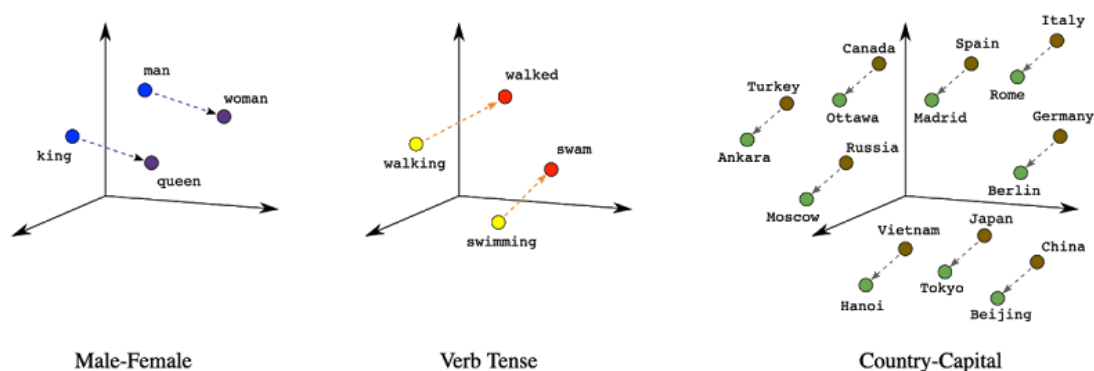 man
woman
king
queen
Male-Female
walked
walking
swam
swimming
Verb Tense
Italy
Canada
Spain
Rome
Turkey
Ottawa
Madrid
Germany
Ankara
Russia
Berlin
Moscow
Japan
Vietnam
China
Tokyo
Hanoi
Beijing
Country-Capital